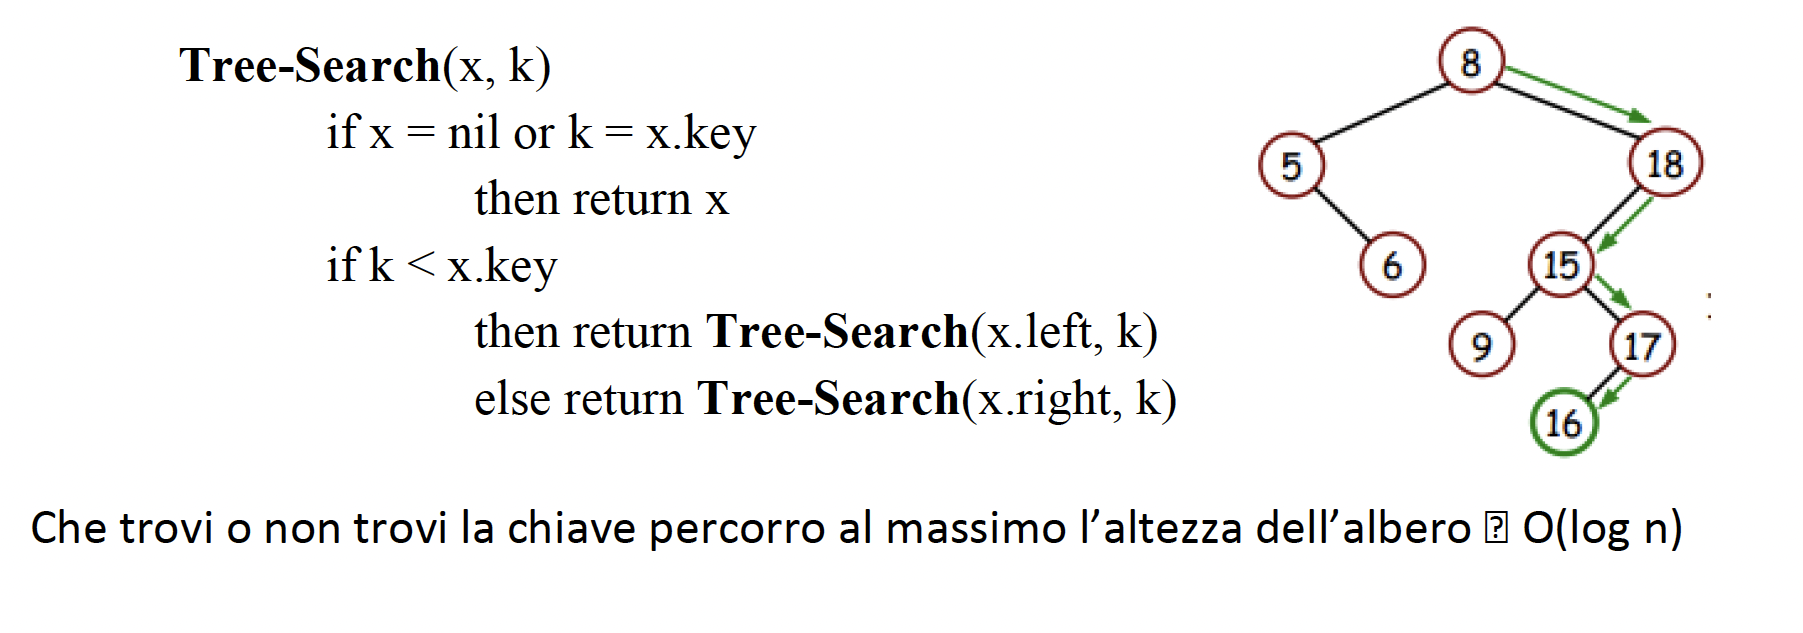 Tree-Search(x, k)
if x = nil or k = x.key
then return x
if k < x.key
then return Tree-Search(x.left, k)
else return Tree-Search(x.right, k)
8
5
18
6
15
9
17
16
Che trovi o non trovi la chiave percorro al massimo l’altezza dell’albero ⍰ O(log n)